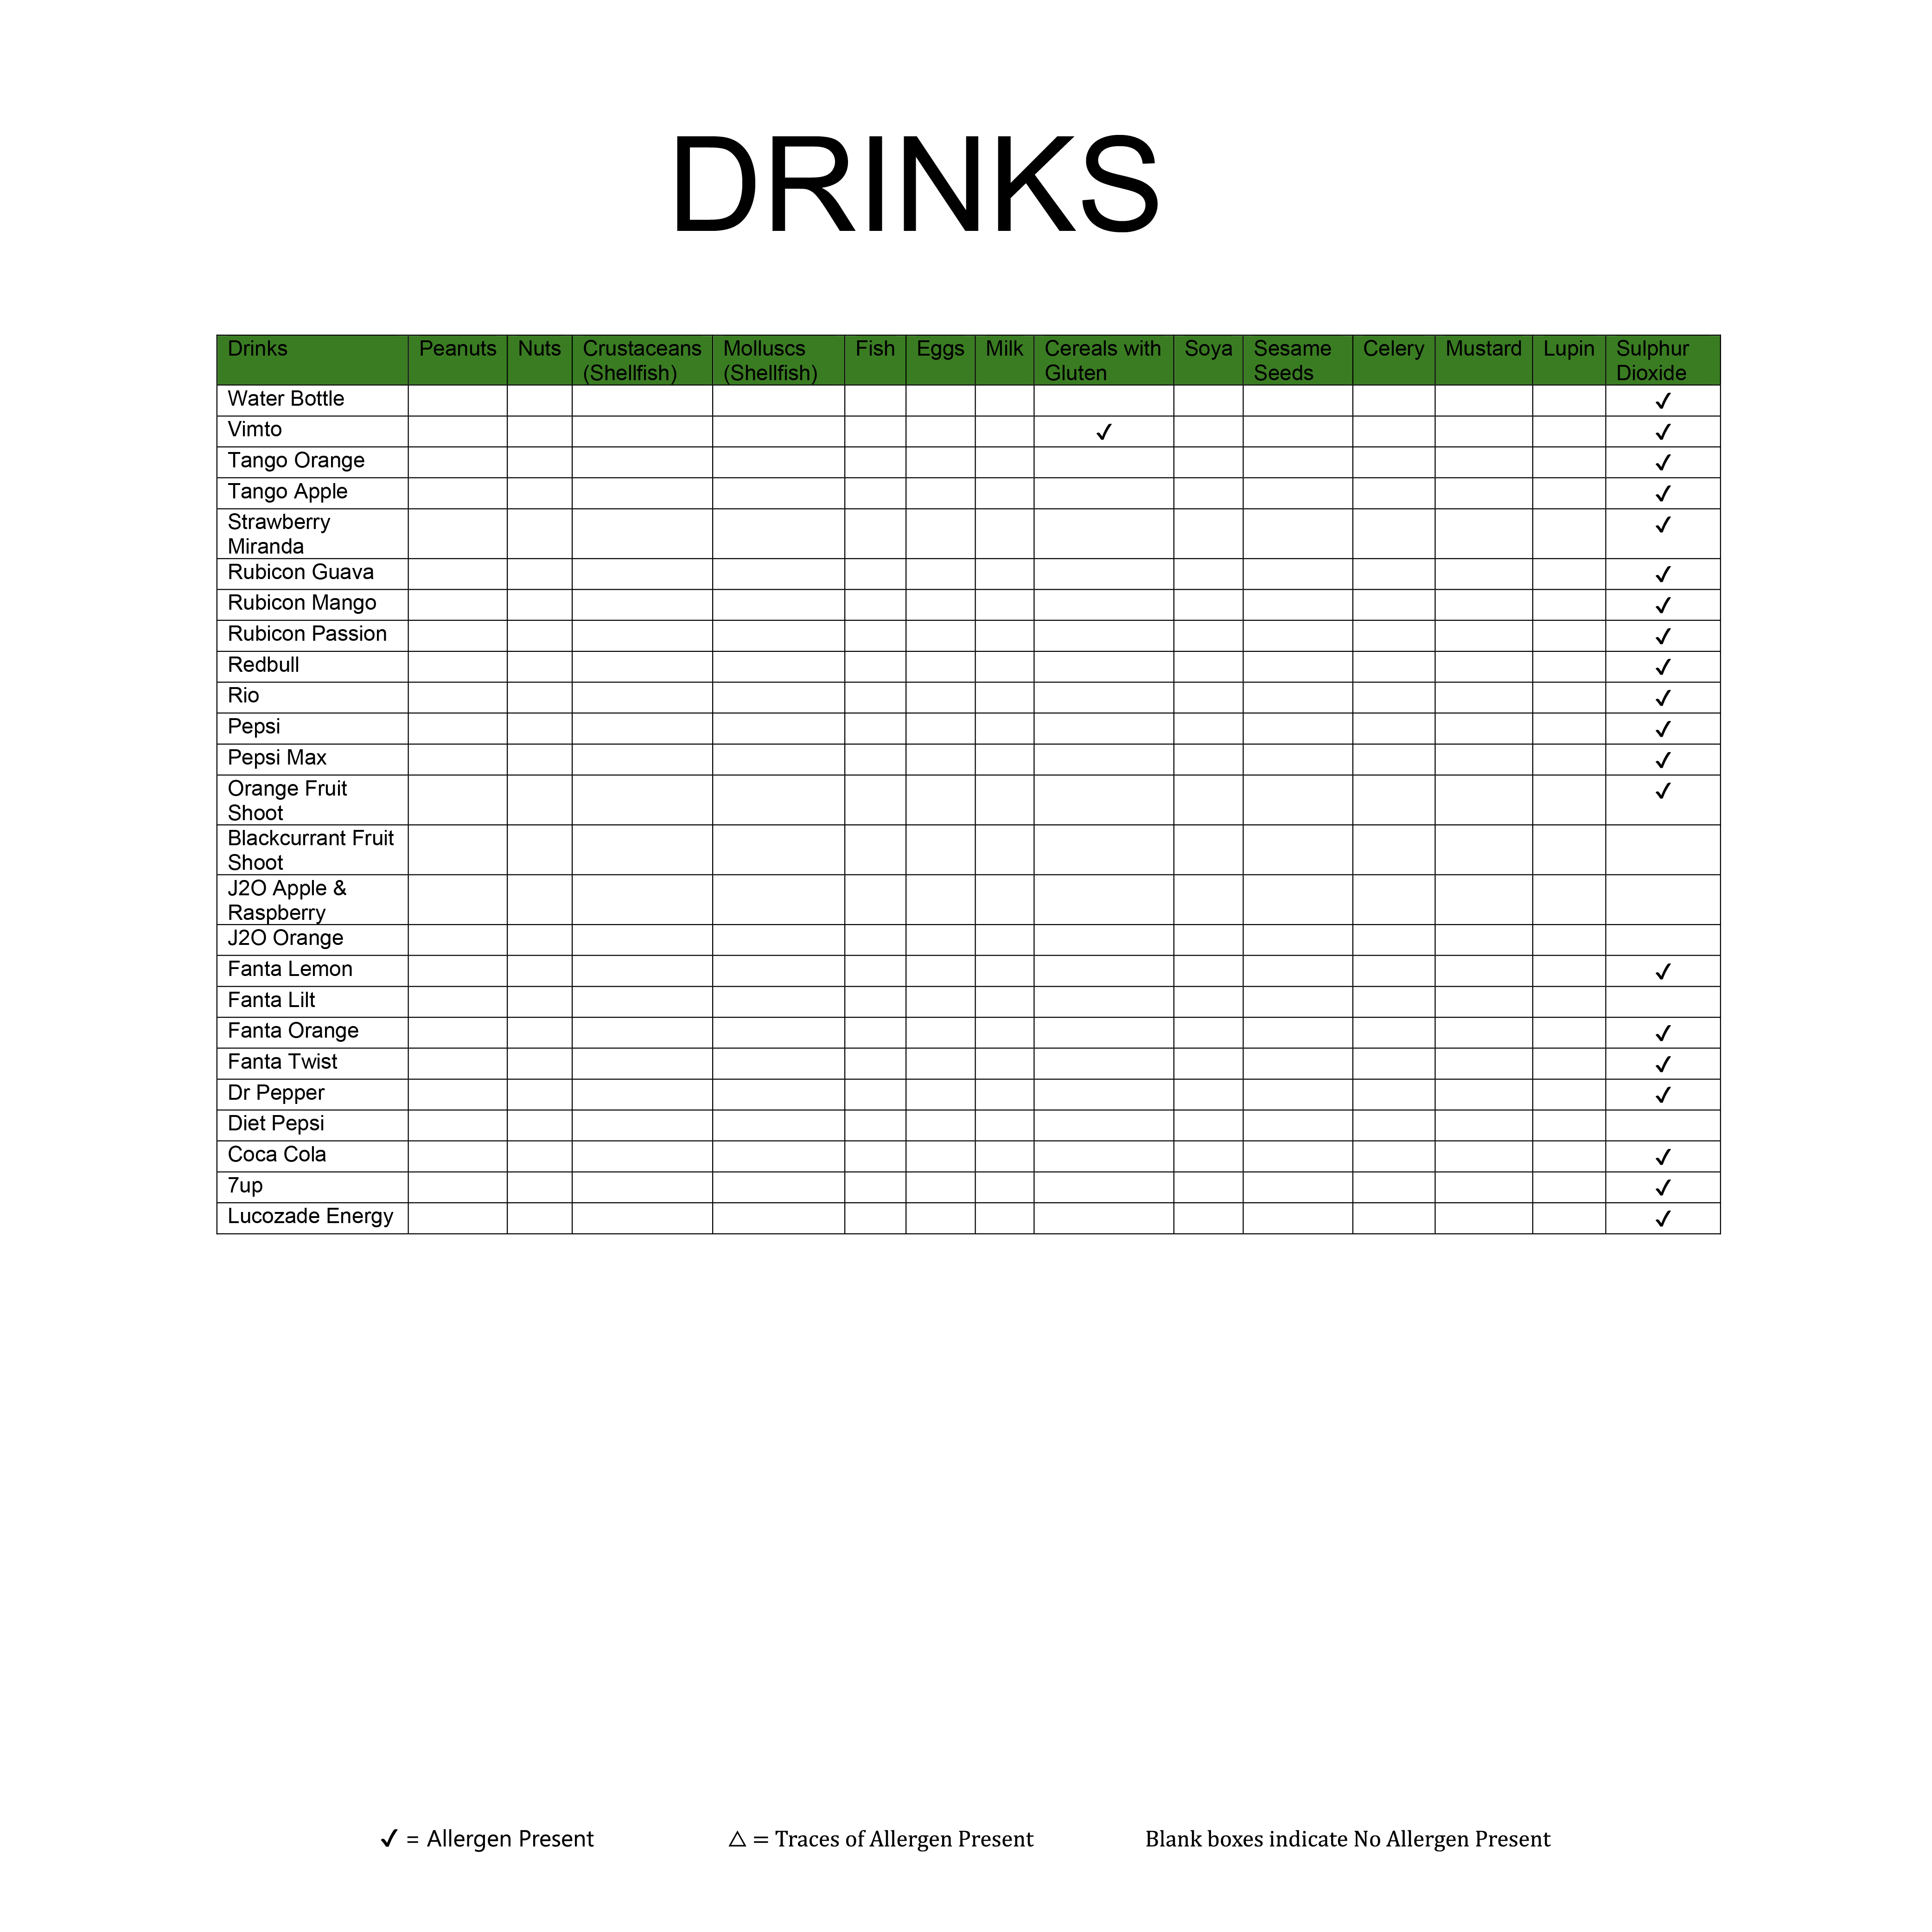 DRINKS
Drinks Peanuts Nuts Crustaceans (Shellfish) Molluscs (Shellfish) Fish Eggs Milk Cereals with Gluten Soya Sesame Seeds Celery Mustard Lupin Sulphur Dioxide
Water Bottle ✓
Vimto ✓ ✓
Tango Orange ✓
Tango Apple ✓
Strawberry Miranda ✓
Rubicon Guava ✓
Rubicon Mango ✓
Rubicon Passion ✓
Redbull ✓
Rio ✓
Pepsi ✓
Pepsi Max ✓
Orange Fruit Shoot ✓
Blackcurrant Fruit Shoot
J2O Apple & Raspberry
J2O Orange
Fanta Lemon ✓
Fanta Lilt
Fanta Orange ✓
Fanta Twist ✓
Dr Pepper ✓
Diet Pepsi
Coca Cola ✓
7up ✓
Lucozade Energy ✓
✓ = Allergen Present △ = Traces of Allergen Present Blank boxes indicate No Allergen Present